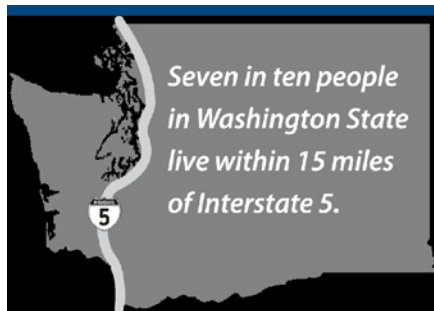 Seven in ten people
in Washington State
live within 15 miles
of Interstate 5.
5